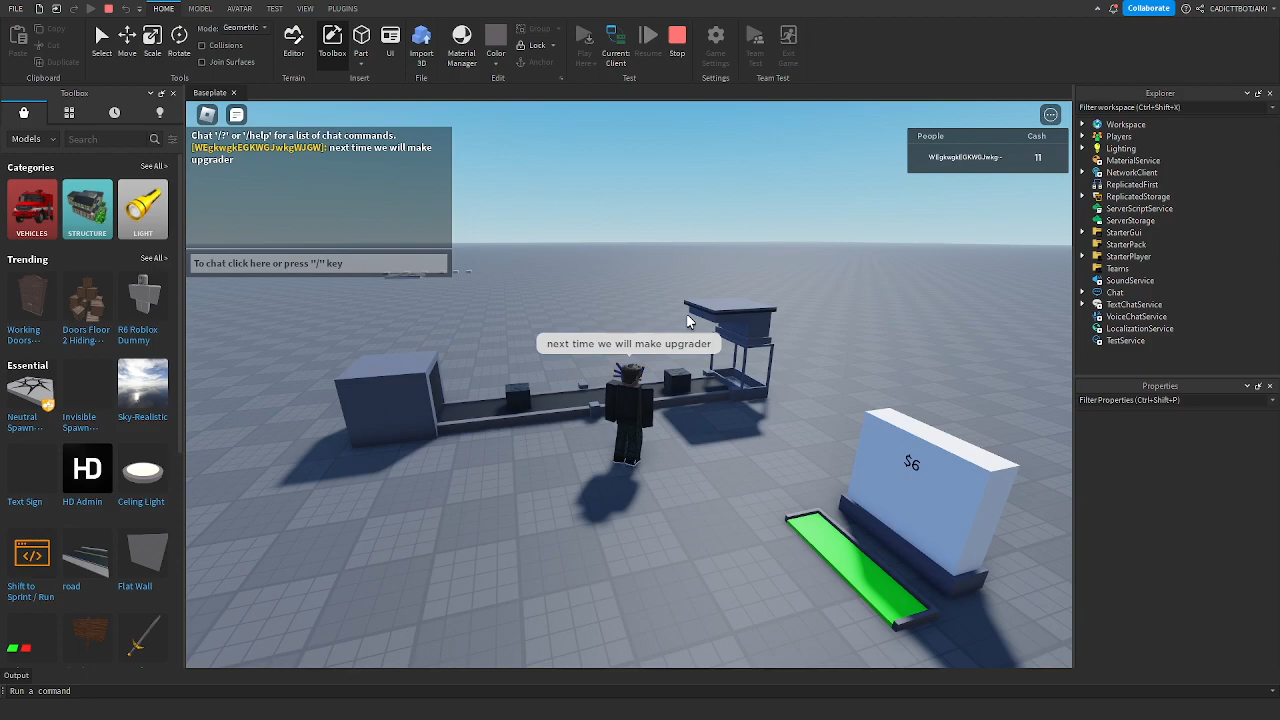 FILE
HOME
MODEL
AVATAR
TEST
VIEW
PLUGINS
Collaborate
CADICTTBOTJAIKI
Paste
Copy
Cut
Duplicate
Clipboard
Select
Move
Scale
Rotate
Mode: Geometric
Collisions
Join Surfaces
Tools
Editor
Terrain
Toolbox
Part
UI
Insert
Import
3D
File
Material
Manager
Color
Group
Lock
Anchor
Edit
Play
Here
Current:
Client
Resume
Stop
Test
Game
Settings
Settings
Team
Test
Exit
Game
Team Test
Toolbox
Models
Search
Categories
See All>
VEHICLES
STRUCTURE
LIGHT
Trending
See All>
Working
Doors···
Doors Floor
2 Hiding···
R6 Roblox
Dummy
Essential
Neutral
Spawn···
Invisible
Spawn···
Sky-Realistic
HD
Text Sign
HD Admin
Celing Light
Shift to
Sprint / Run
road
Flat Wall
Baseplate
Chat '/?' or '/help' for a list of chat commands.
[WEgkwgkEGKWGJwkgWJGW]: next time we will make
upgrader
To chat click here or press "/" key
People Cash
WEgkwgkEGKWGJwkg-- 11
next time we will make upgrader
$6
Explorer
Filter workspace (Ctrl+Shift+X)
Workspace
Players
Lighting
MaterialService
NetworkClient
ReplicatedFirst
ReplicatedStorage
ServerScriptService
ServerStorage
StarterGui
StarterPack
StarterPlayer
Teams
SoundService
Chat
TextChatService
VoiceChatService
LocalizationService
TestService
Properties
Filter Properties (Ctrl+Shift+P)
Output
Run a command